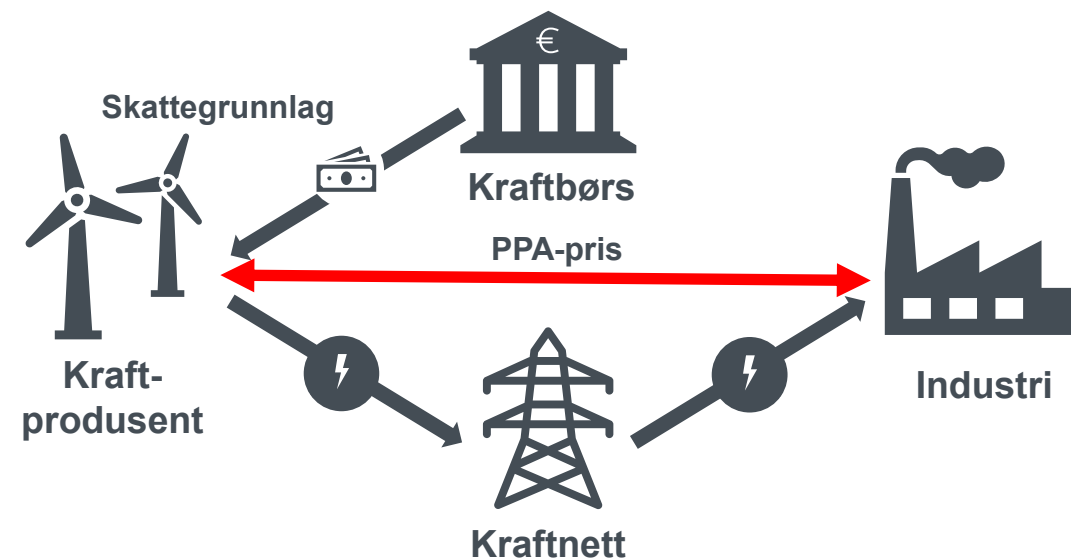 €
Skattegrunnlag
Kraftbørs
PPA-pris
Kraft-
produsent
Industri
Kraftnett